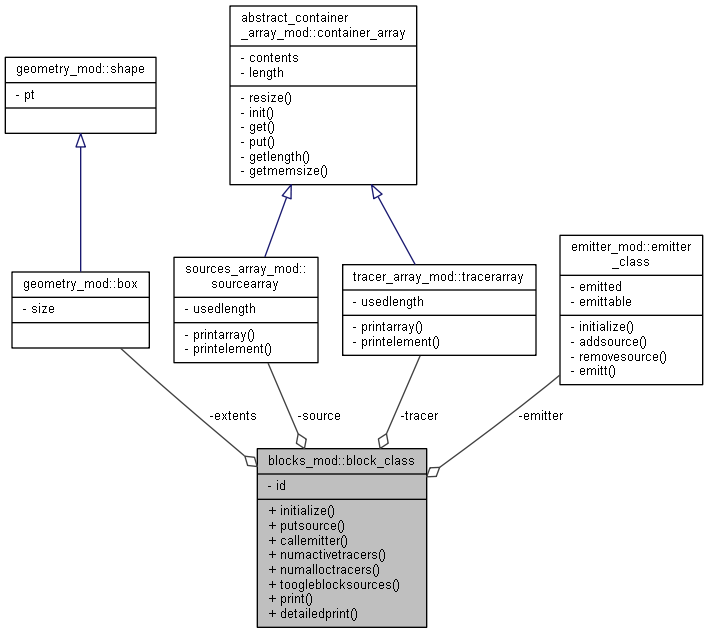 abstract_container
_array_mod::container_array
- contents
- length
- resize()
- init()
- get()
- put()
- getlength()
- getmemsize()
geometry_mod::shape
- pt
geometry_mod::box
- size
sources_array_mod::
sourcearray
- usedlength
- printarray()
- printelement()
tracer_array_mod::tracerarray
- usedlength
- printarray()
- printelement()
emitter_mod::emitter
_class
- emitted
- emittable
- initialize()
- addsource()
- removesource()
- emitt()
-extents
-source
-tracer
-emitter
blocks_mod::block_class
- id
+ initialize()
+ putsource()
+ callemitter()
+ numactivetracers()
+ numalloctracers()
+ toogleblocksources()
+ print()
+ detailedprint()